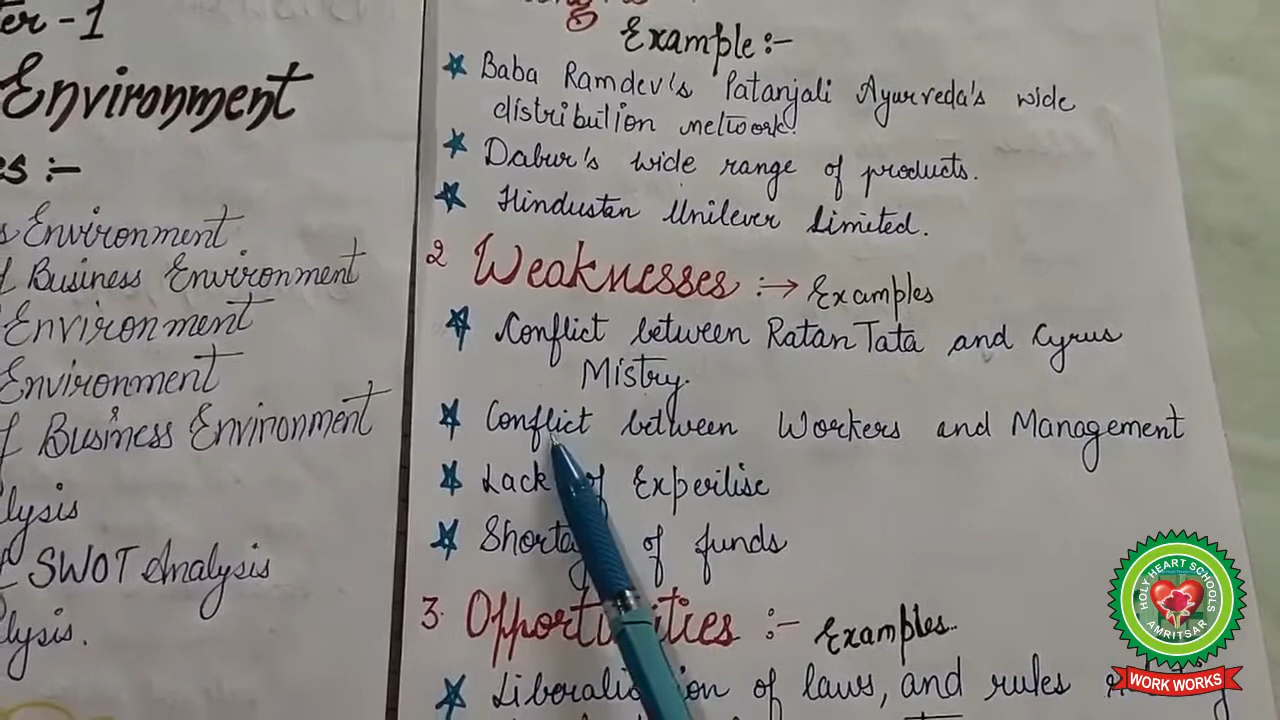 er-1
Environment
es :-
s Environment
f Business Environment
Environment
Environment
f Business Environment
lysis
SWOT Analysis
lysis.
Example :-
Baba Ramdev's Patanjali Ayurveda's wide
distribution network.
Dabur's wide range of products.
Hindustan Unilever Limited.
2 Weaknesses :→ Examples
Conflict between Ratan Tata and Cyrus
Mistry.
Conflict between Workers and Management
Lack of Expertise
Shortag of funds
3. Opportunities :- Examples..
Liberalization of laws, and rules
HOLY HEART SCHOOLS
AMRITSAR
WORK WORKS